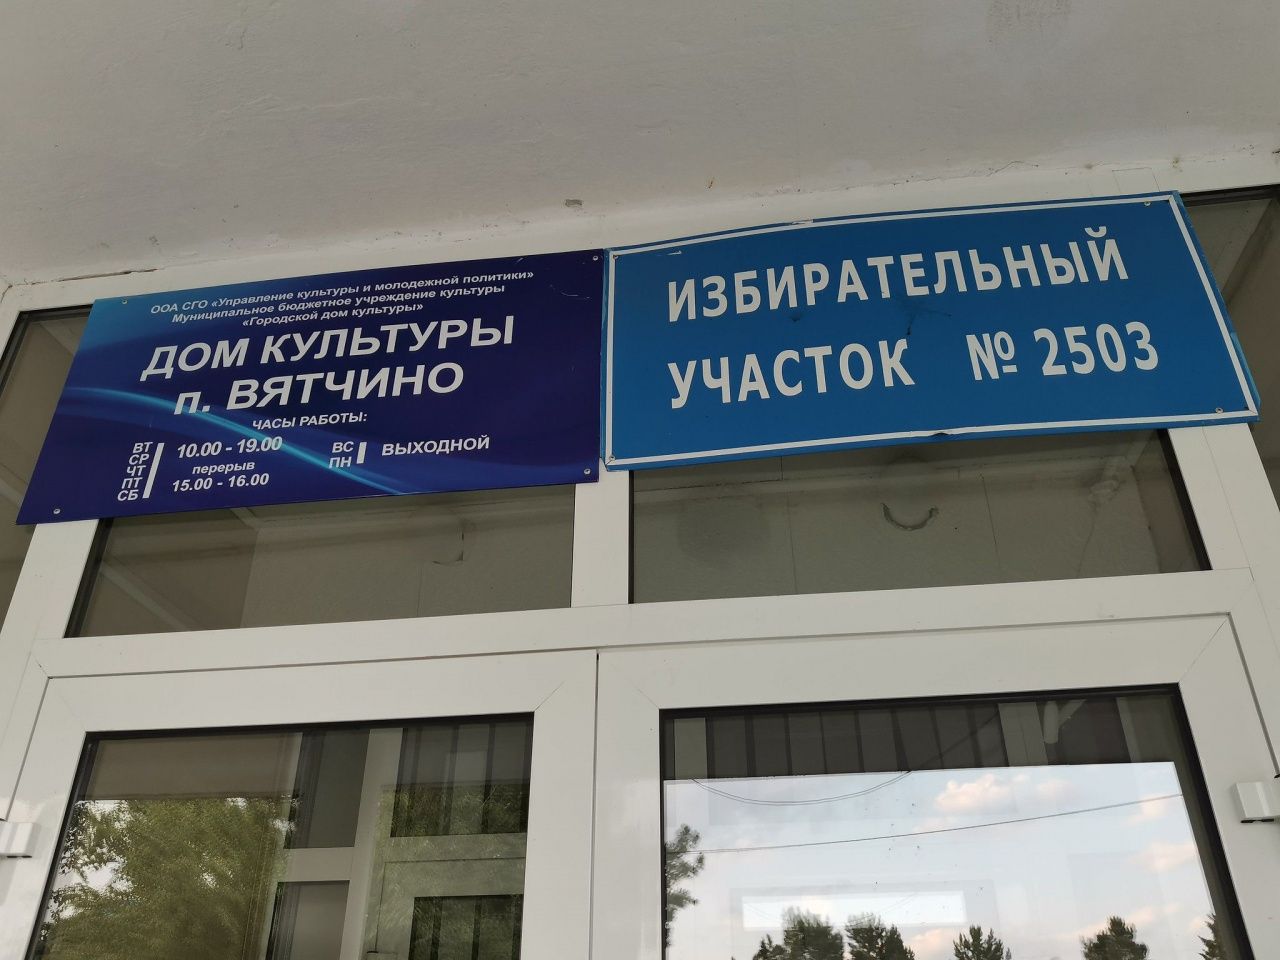 ООА СГО «Управление культуры и молодежной политики»
Муниципальное бюджетное учреждение культуры
«Городской дом культуры»
ДОМ КУЛЬТУРЫ
п. ВЯТЧИНО
ЧАСЫ РАБОТЫ:
ВТ
СР
ЧТ
ПТ
СБ
10.00 - 19.00
перерыв
15.00 - 16.00
ВС
ПН
ВЫХОДНОЙ
ИЗБИРАТЕЛЬНЫЙ
УЧАСТОК № 2503